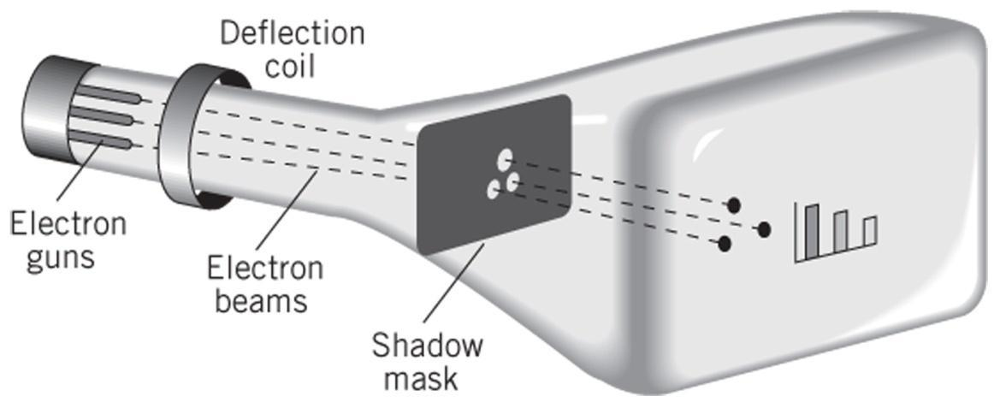 Deflection
coil
Electron
guns
Electron
beams
Shadow
mask